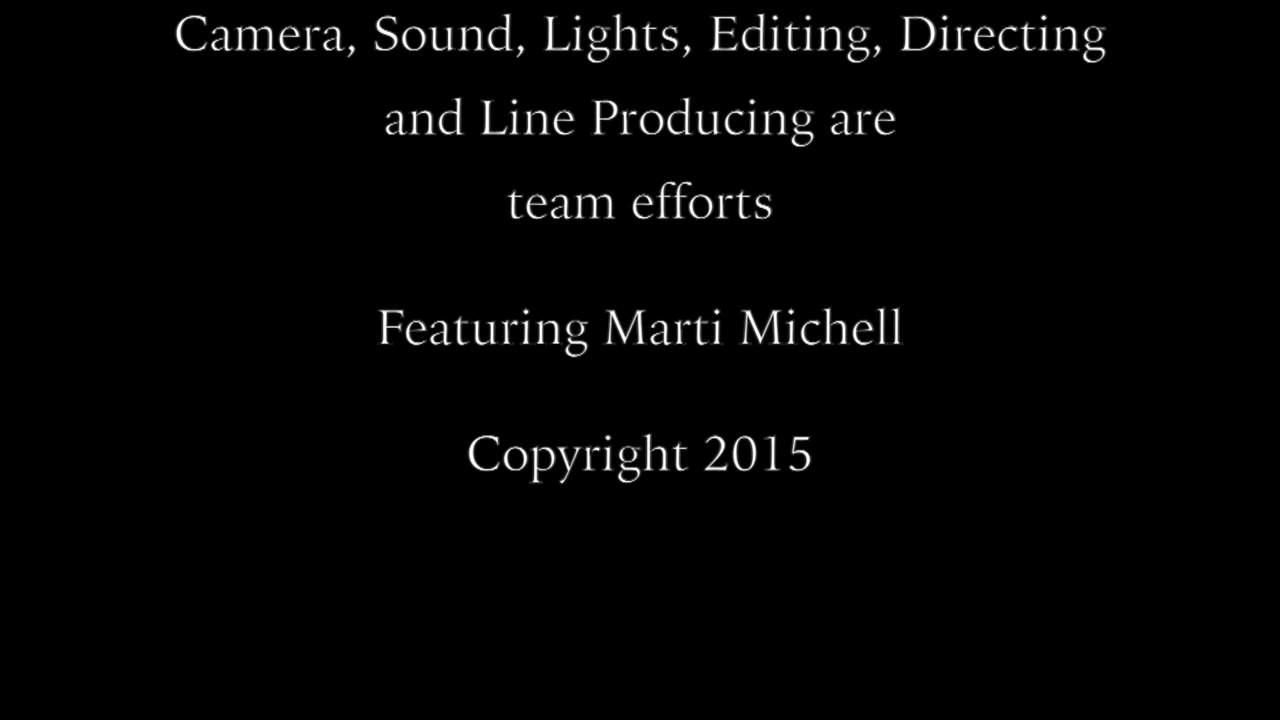 Camera, Sound, Lights, Editing, Directing
and Line Producing are
team efforts
Featuring Marti Michell
Copyright 2015